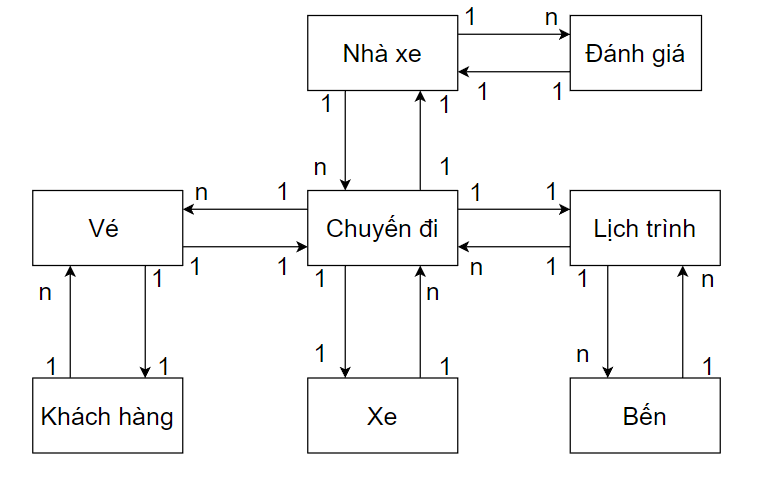 1 n
Nhà xe Đánh giá
1 1 1 1
n 1
n 1 1 1
Vé Chuyến đi Lịch trình
1 1 n 1
n 1 1 n 1 n
1 n
1 1 1 1
Khách hàng Xe Bến